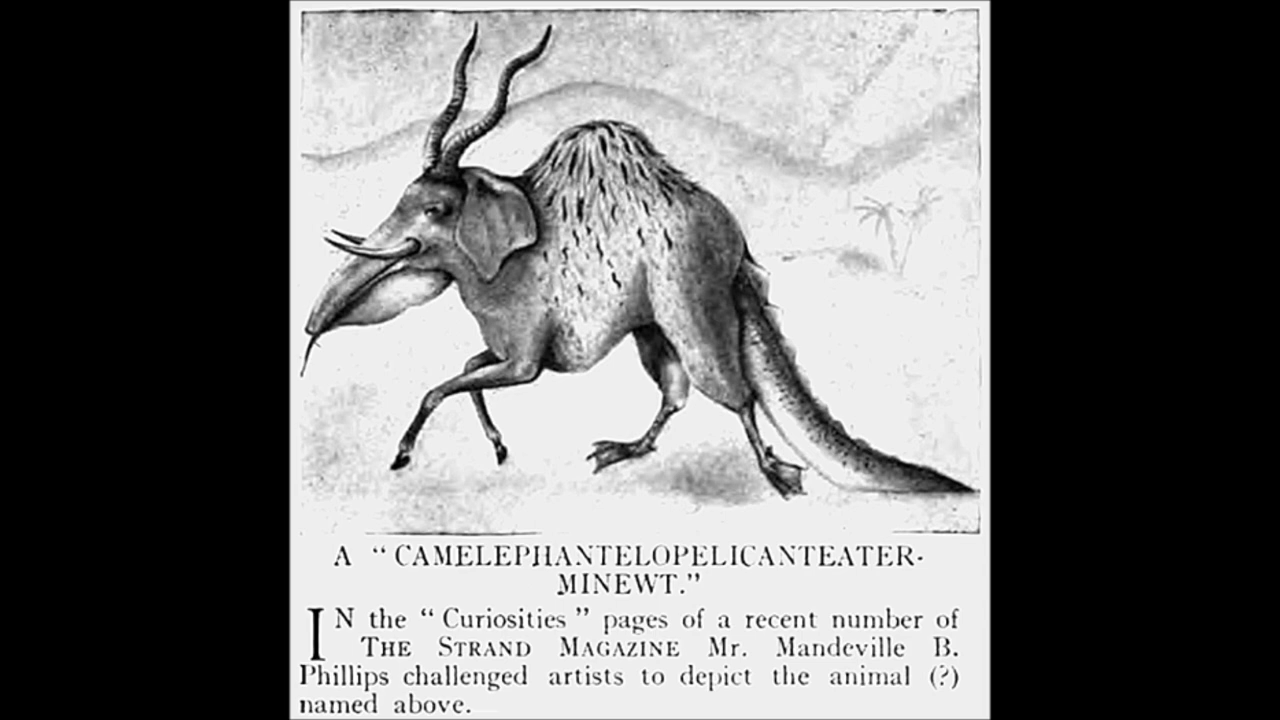 A “ CAMELEPHANTELOPELICANTEATER-
MINEWT.”
IN the “ Curiosities ” pages of a recent number of
THE STRAND MAGAZINE Mr. Mandeville B.
Phillips challenged artists to depict the animal (?)
named above.